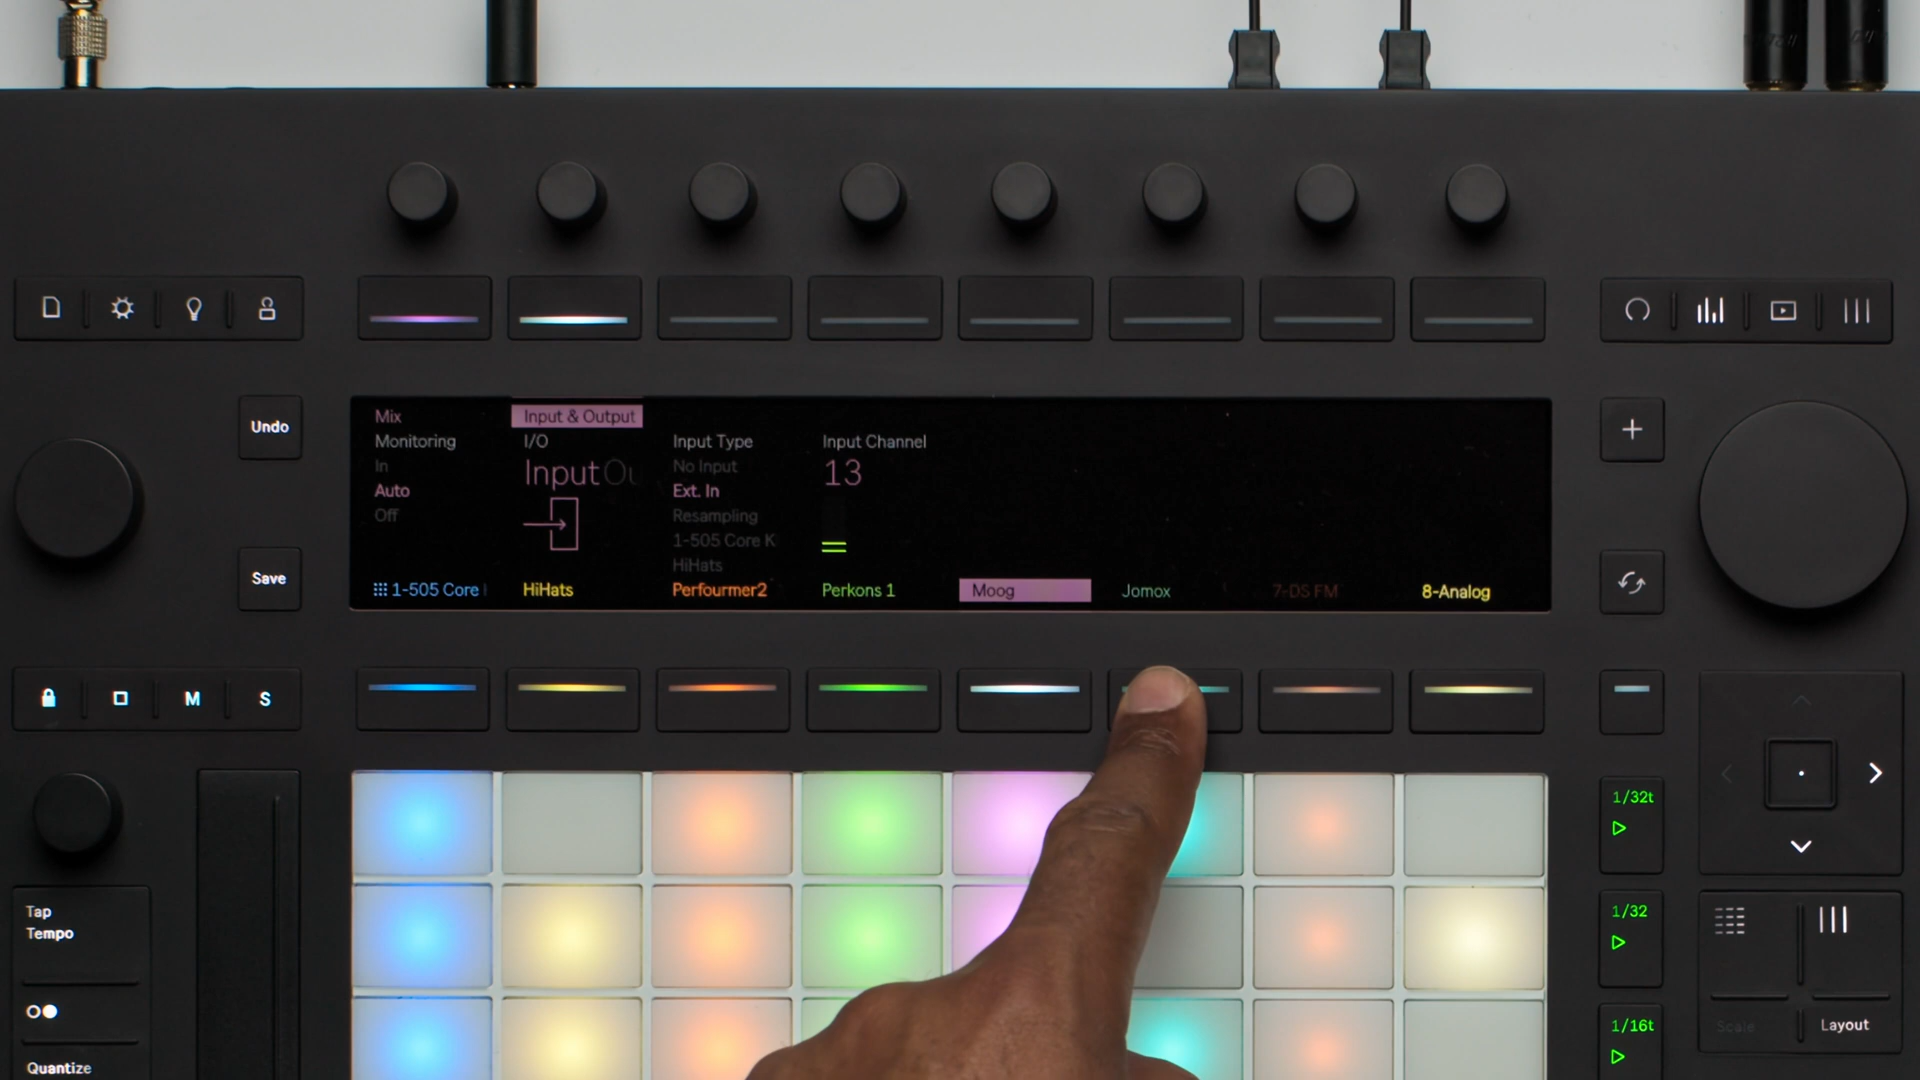 Undo
Save
Mix
Input & Output
Monitoring
I/O
Input Type
Input Channel
In
Input
No Input
13
Auto
Ext. In
Off
Resampling
1-505 Core K
HiHats
1-505 Core
HiHats
Perfourmer2
Perkons 1
Moog
Jomox
7-DS FM
8-Analog
M
S
1/32t
Tap
Tempo
1/32
1/16t
Scale
Layout
Quantize